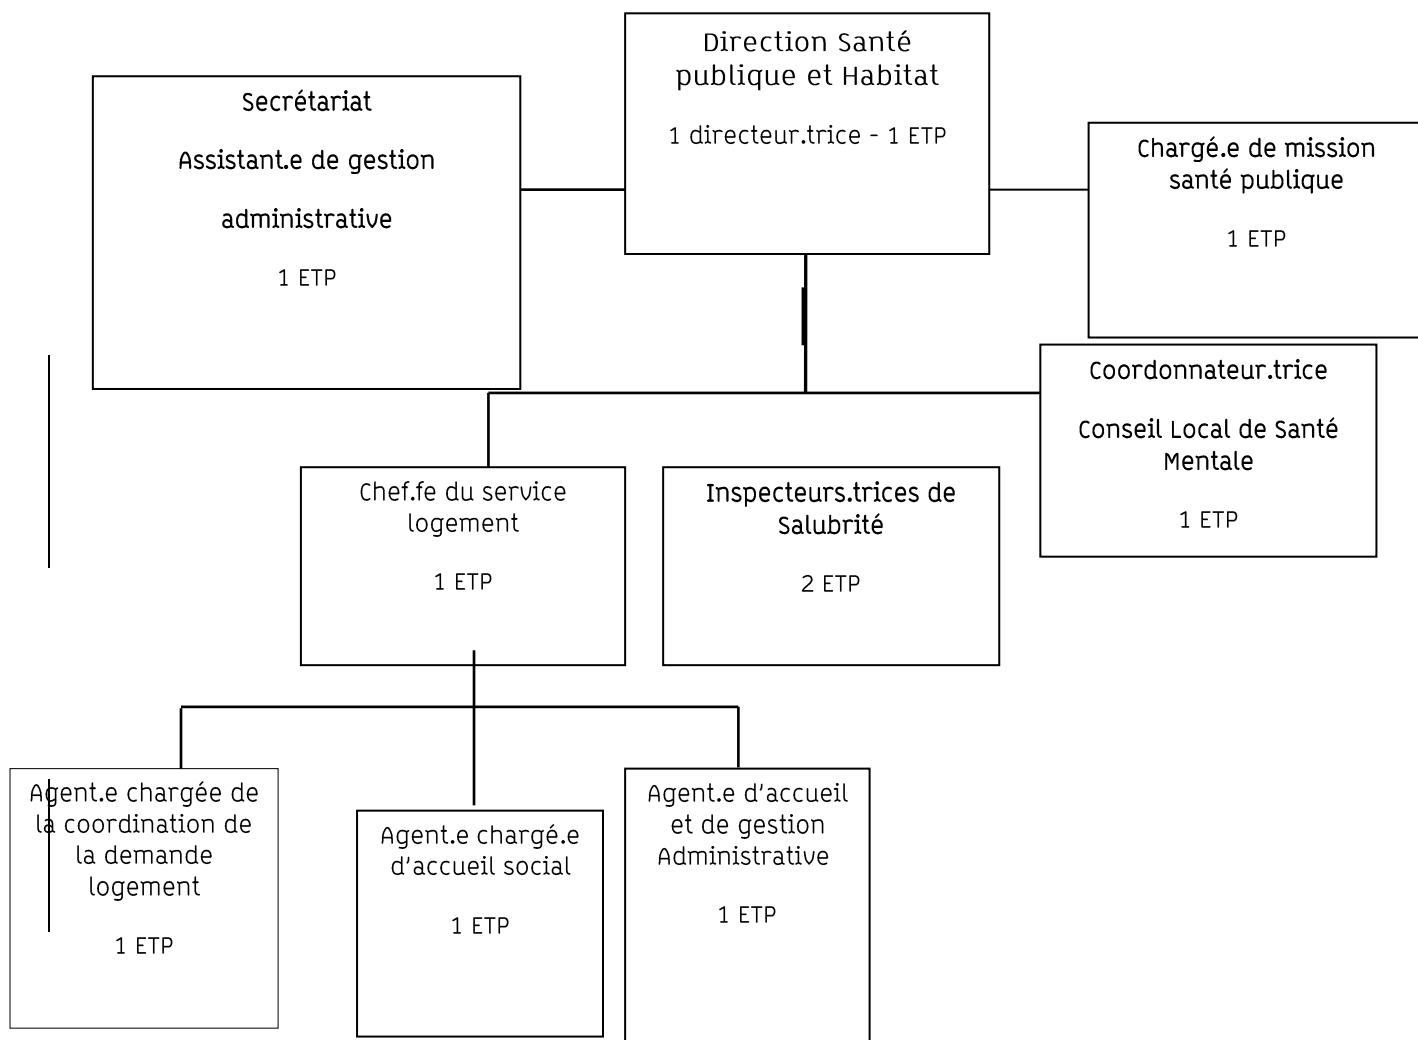 Direction Santé
publique et Habitat
1 directeur.trice - 1 ETP
Secrétariat
Assistant.e de gestion
administrative
1 ETP
Chargé.e de mission
santé publique
1 ETP
Coordonnateur.trice
Conseil Local de Santé
Mentale
1 ETP
Chef.fe du service
logement
1 ETP
Inspecteurs.trices de
Salubrité
2 ETP
Agent.e chargée de
la coordination de
la demande
logement
1 ETP
Agent.e chargé.e
d'accueil social
1 ETP
Agent.e d'accueil
et de gestion
Administrative
1 ETP